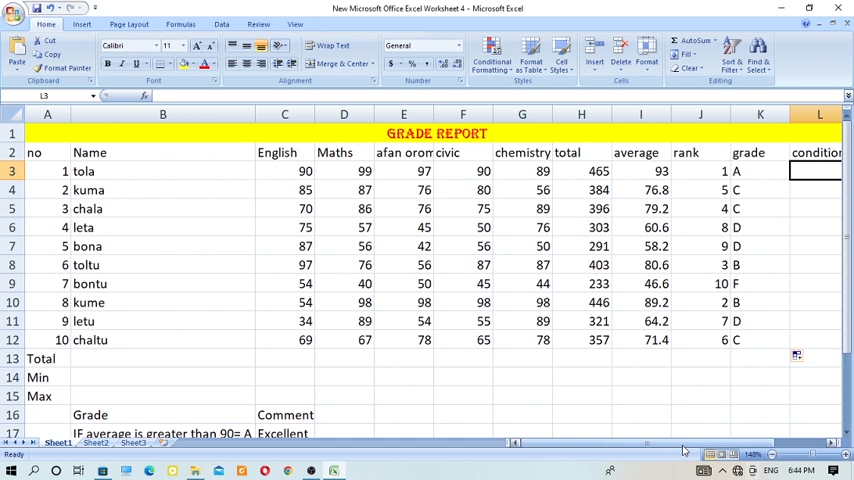 New Microsoft Office Excel Worksheet 4 - Microsoft Excel
Home Insert Page Layout Formulas Data Review View
Cut
Copy
Format Painter
Paste
Clipboard
Calibri 11
B I U
Font
Wrap Text
Merge & Center
Alignment
General
$ % ,
Number
Conditional Formatting
Format as Table
Cell Styles
Styles
Insert Delete Format
Cells
AutoSum
Fill
Clear
Sort & Filter
Find & Select
Editing
L3 fx
A B C D E F G H I J K L
1 GRADE REPORT
2 no Name English Maths afan orom civic chemistry total average rank grade condition
3 1 tola 90 99 97 90 89 465 93 1 A
4 2 kuma 85 87 76 80 56 384 76.8 5 C
5 3 chala 70 86 76 75 89 396 79.2 4 C
6 4 leta 75 57 45 50 76 303 60.6 8 D
7 5 bona 87 56 42 56 50 291 58.2 9 D
8 6 toltu 97 76 56 87 87 403 80.6 3 B
9 7 bontu 54 40 50 45 44 233 46.6 10 F
10 8 kume 54 98 98 98 98 446 89.2 2 B
11 9 letu 34 89 54 55 89 321 64.2 7 D
12 10 chaltu 69 67 78 65 78 357 71.4 6 C
13 Total
14 Min
15 Max
16 Grade Comment
17 IF average is greater than 90= A Excellent
Sheet1 Sheet2 Sheet3
Ready 148%
ENG 6:44 PM